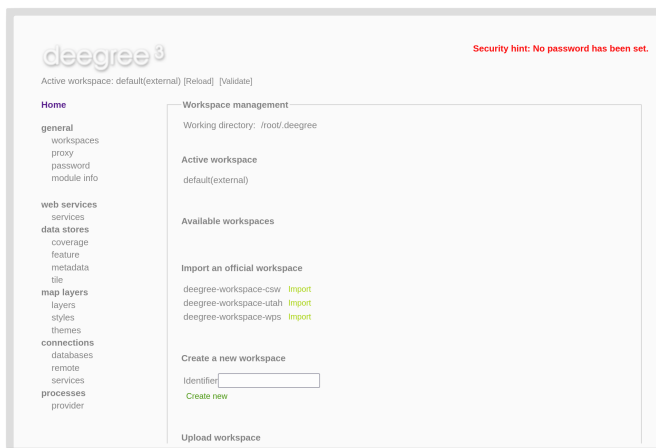 deegree 3
Security hint: No password has been set.
Active workspace: default(external) [Reload] [Validate]
Home
general
workspaces
proxy
password
module info
web services
services
data stores
coverage
feature
metadata
tile
map layers
layers
styles
themes
connections
databases
remote
services
processes
provider
Workspace management
Working directory: /root/.deegree
Active workspace
default(external)
Available workspaces
Import an official workspace
deegree-workspace-csw Import
deegree-workspace-utah Import
deegree-workspace-wps Import
Create a new workspace
Identifier
Create new
Upload workspace